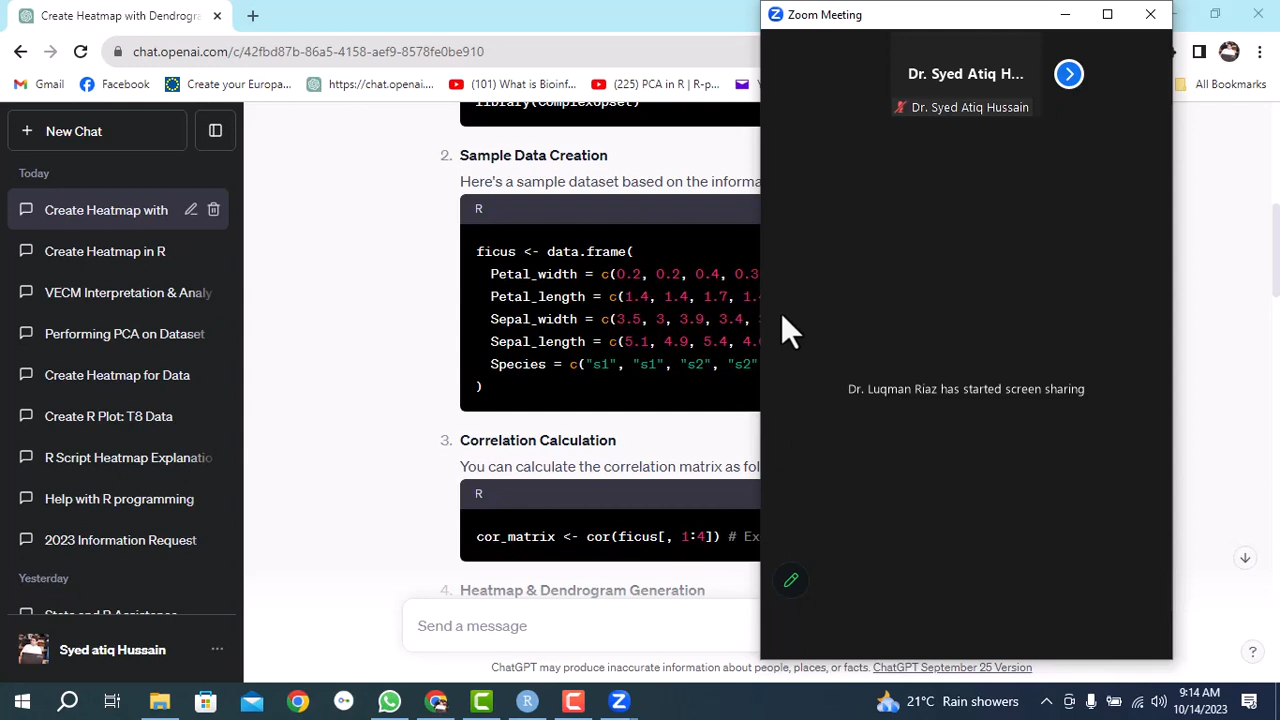 Create Heatmap with Dendrogra
Zoom Meeting
chat.openai.com/c/42fbd87b-86a5-4158-aef9-8578fe0be910
Gmail
Facebook
Create your Europa...
https://chat.openai....
(101) What is Bioinf...
(225) PCA in R | R-p...
All Bookmarks
Dr. Syed Atiq H...
Dr. Syed Atiq Hussain
Dr. Luqman Riaz has started screen sharing
New Chat
Today
Create Heatmap with
Create Heatmap in R
VECM Interpretation & Analy
Performing PCA on Dataset
Create Heatmap for Data
Create R Plot: T8 Data
R Script Heatmap Explanatio
Help with R programming
2023 Information Request
Yesterday
Stats and R Assistance
Syed atiq Hussain
library(ComplexUpset)
2. Sample Data Creation
Here's a sample dataset based on the informa
R
ficus <- data.frame(
Petal_width = c(0.2, 0.2, 0.4, 0.3
Petal_length = c(1.4, 1.4, 1.7, 1.4
Sepal_width = c(3.5, 3, 3.9, 3.4,
Sepal_length = c(5.1, 4.9, 5.4, 4.6
Species = c("s1", "s1", "s2", "s2"
)
3. Correlation Calculation
You can calculate the correlation matrix as fol
R
cor_matrix <- cor(ficus[, 1:4]) # Ex
4. Heatmap & Dendrogram Generation
Send a message
ChatGPT may produce inaccurate information about people, places, or facts. ChatGPT September 25 Version
21°C Rain showers
9:14 AM
10/14/2023